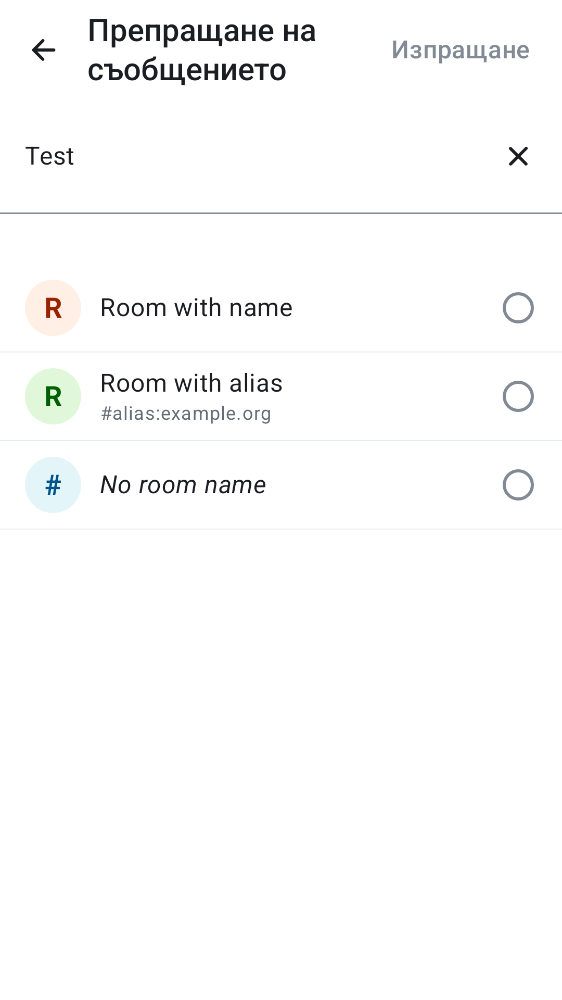 Препращане на
съобщението
Изпращане
Test
R
Room with name
R
Room with alias
#alias:example.org
#
No room name